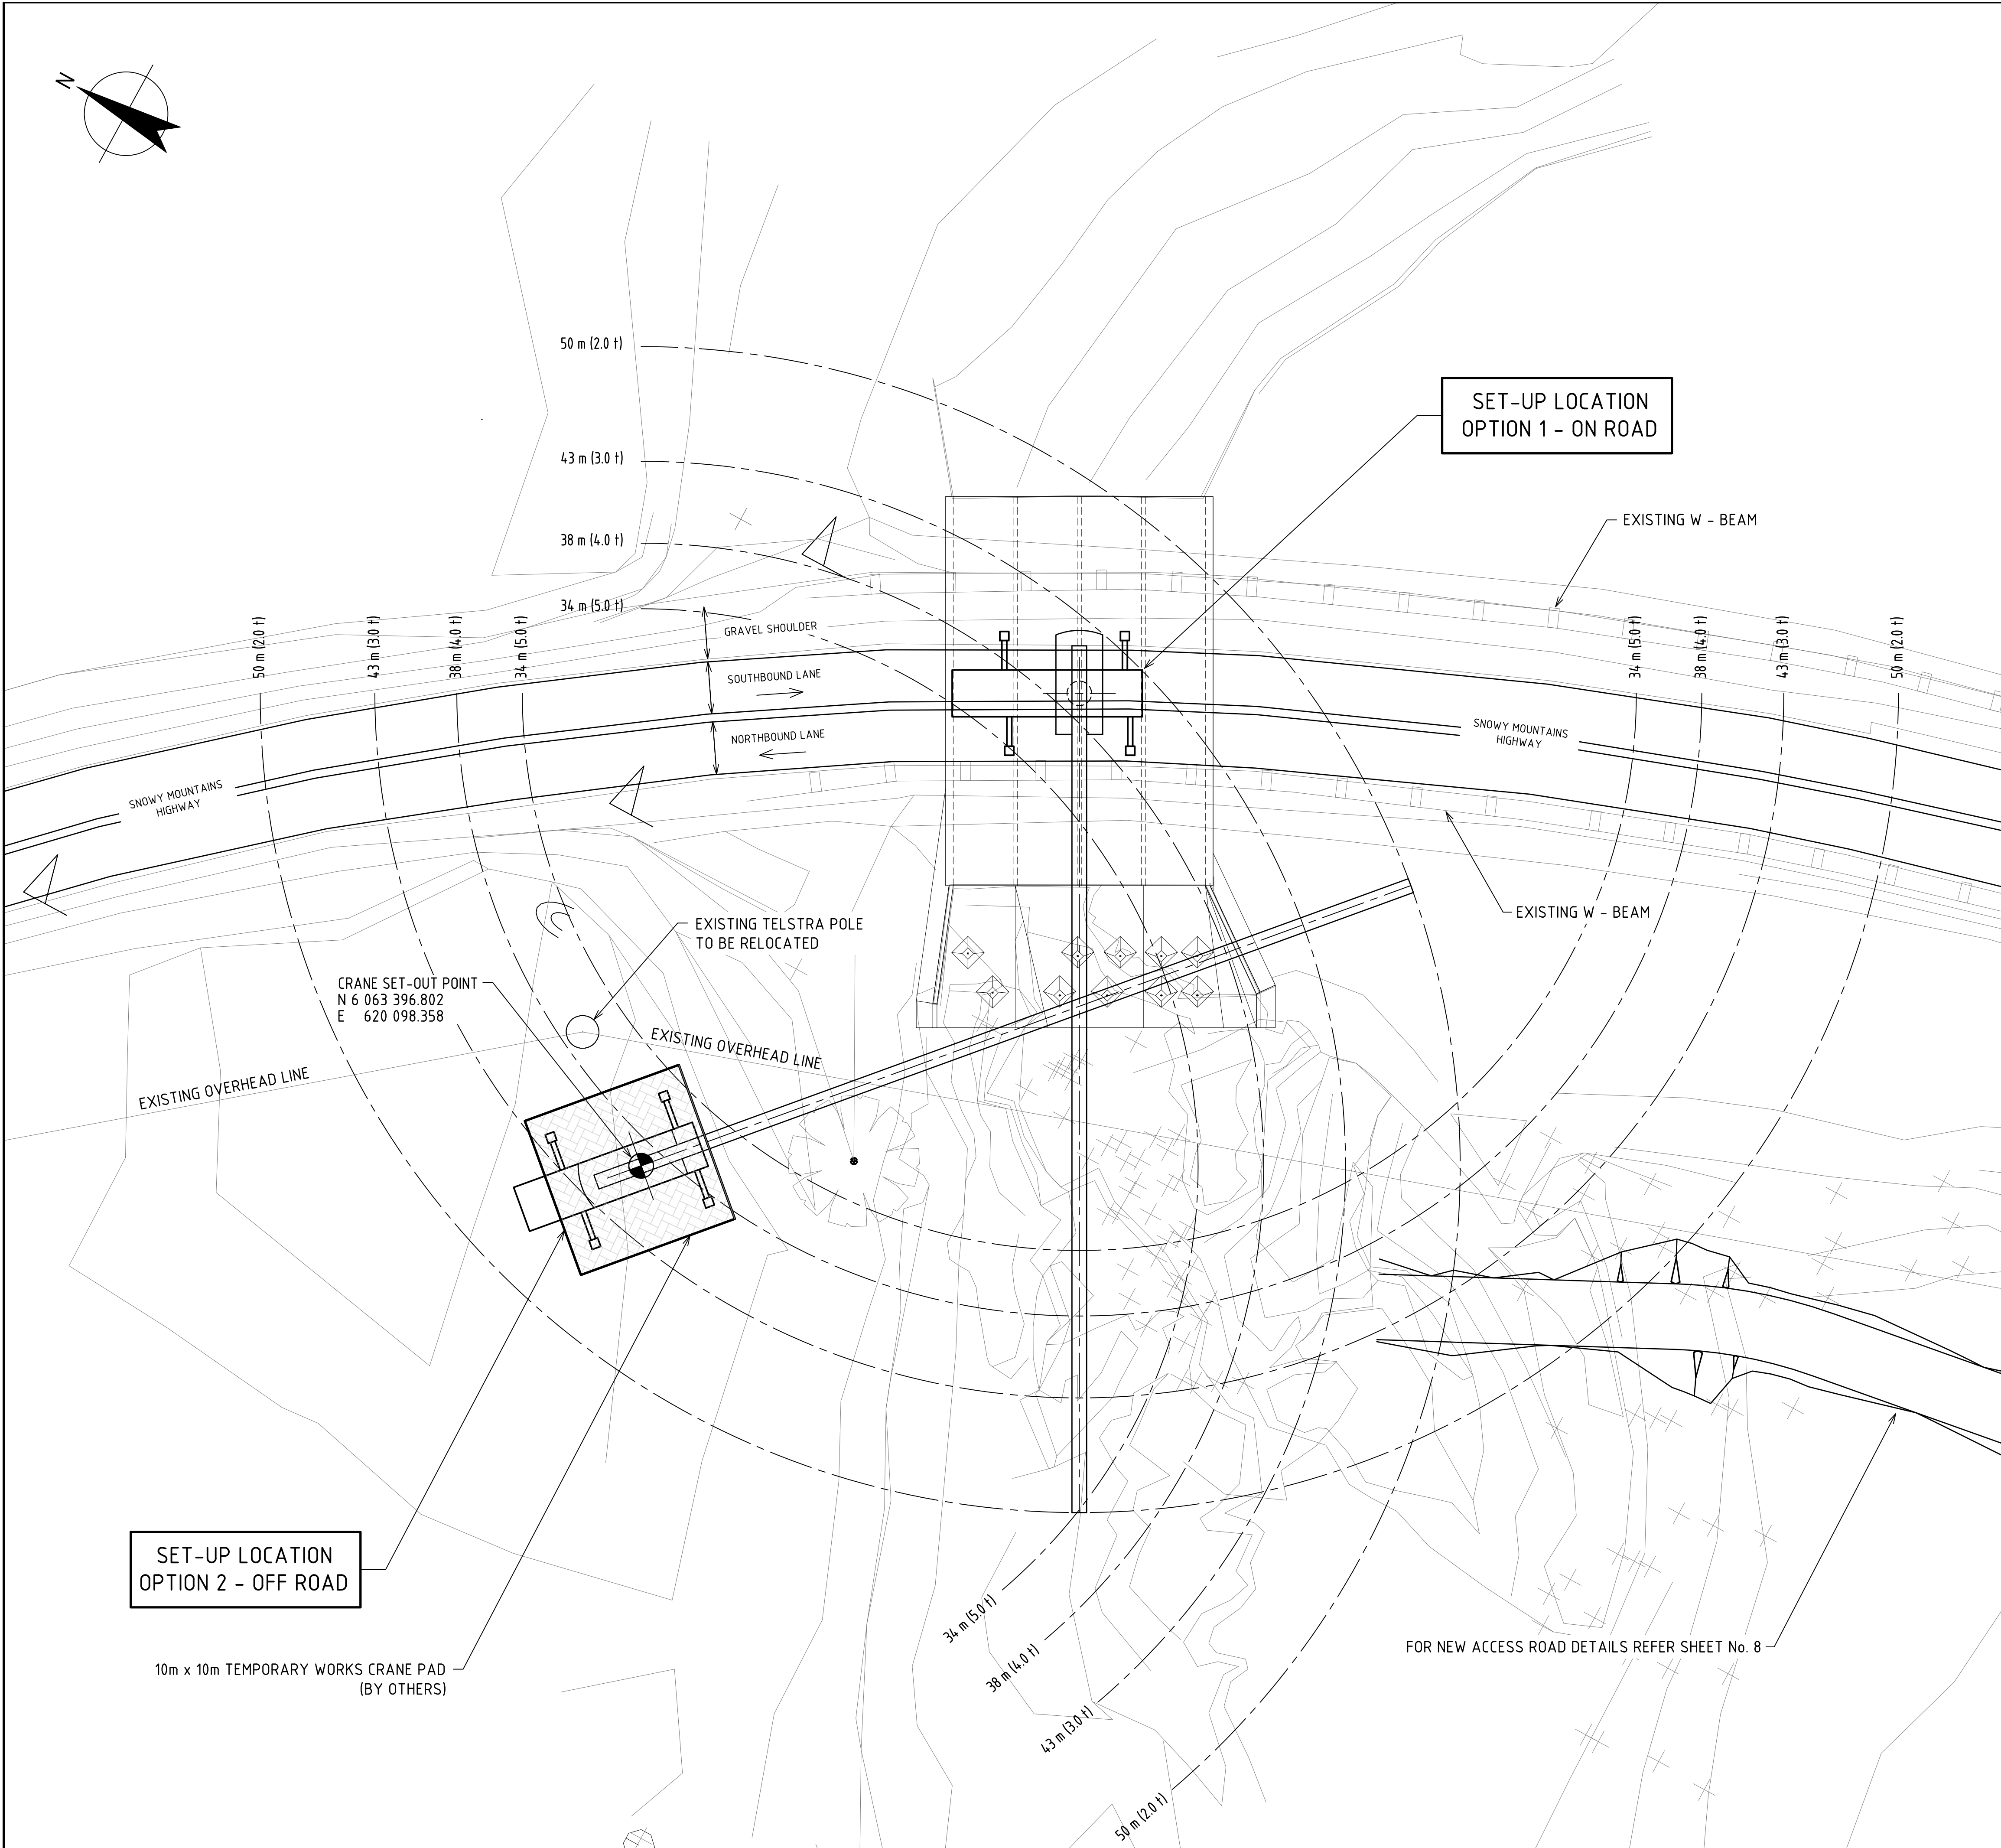 N
50 m (2.0 t)
43 m (3.0 t)
38 m (4.0 t)
34 m (5.0 t)
SET-UP LOCATION
OPTION 1 - ON ROAD
EXISTING W - BEAM
50 m (2.0 t)
43 m (3.0 t)
38 m (4.0 t)
34 m (5.0 t)
GRAVEL SHOULDER
SOUTHBOUND LANE
NORTHBOUND LANE
34 m (5.0 t)
38 m (4.0 t)
43 m (3.0 t)
50 m (2.0 t)
SNOWY MOUNTAINS
HIGHWAY
SNOWY MOUNTAINS
HIGHWAY
EXISTING W - BEAM
EXISTING TELSTRA POLE
TO BE RELOCATED
CRANE SET-OUT POINT
N 6 063 396.802
E 620 098.358
EXISTING OVERHEAD LINE
EXISTING OVERHEAD LINE
SET-UP LOCATION
OPTION 2 - OFF ROAD
10m x 10m TEMPORARY WORKS CRANE PAD
(BY OTHERS)
34 m (5.0 t)
38 m (4.0 t)
43 m (3.0 t)
50 m (2.0 t)
FOR NEW ACCESS ROAD DETAILS REFER SHEET No. 8